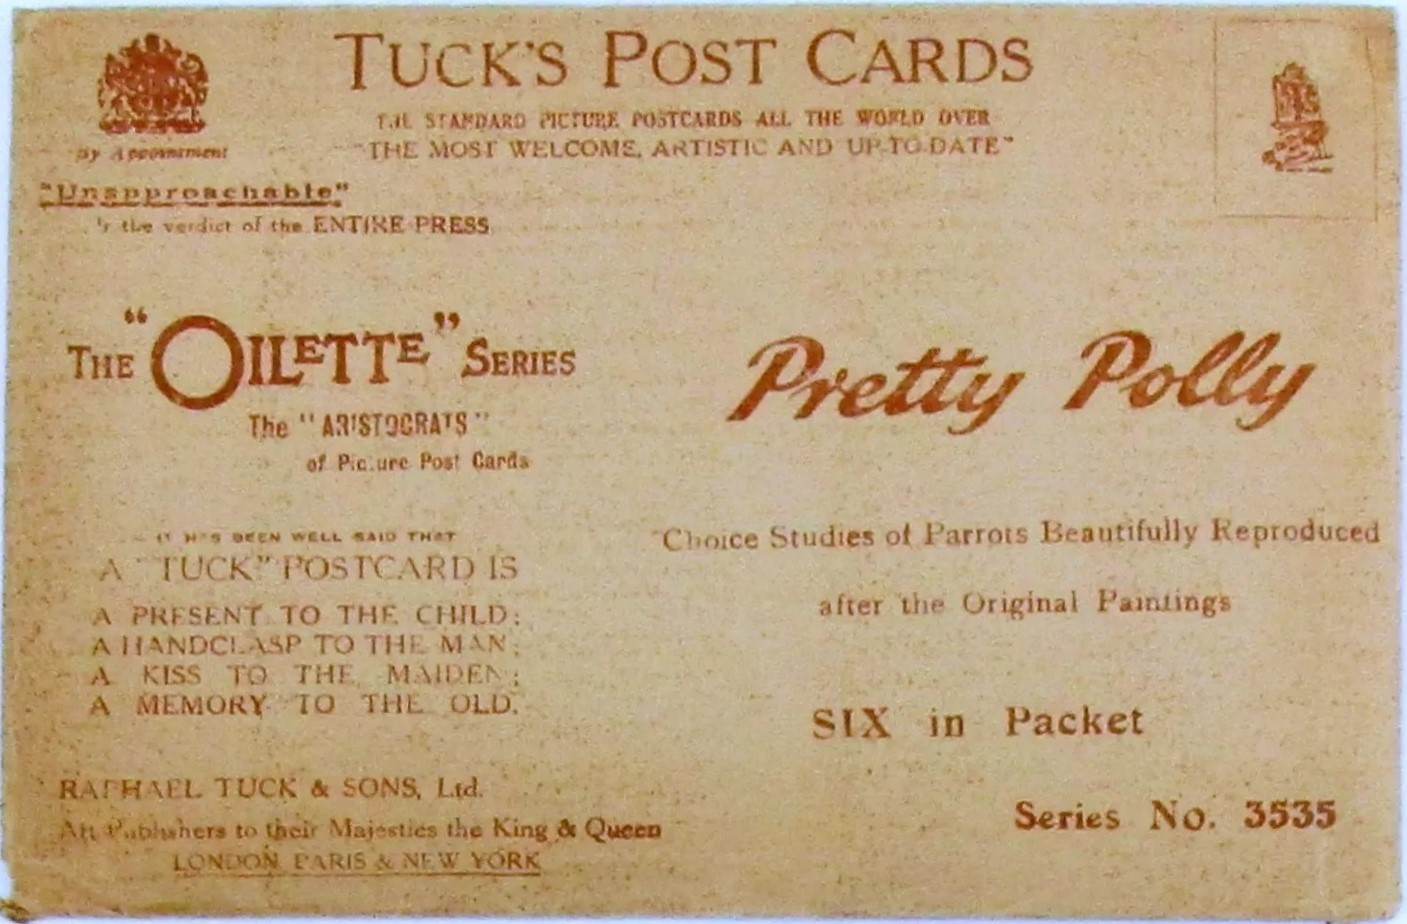 TUCK'S POST CARDS
THE STANDARD PICTURE POSTCARDS ALL THE WORLD OVER
"THE MOST WELCOME, ARTISTIC AND UP-TO-DATE"
By Appointment
"Unapproachable"
Is the verdict of the ENTIRE PRESS
THE "OILETTE" SERIES
The "ARISTOCRATS"
of Picture Post Cards
Pretty Polly
IT HAS BEEN WELL SAID THAT
A "TUCK" POSTCARD IS
A PRESENT TO THE CHILD;
A HANDCLASP TO THE MAN;
A KISS TO THE MAIDEN;
A MEMORY TO THE OLD.
Choice Studies of Parrots Beautifully Reproduced
after the Original Paintings
SIX in Packet
Series No. 3535
RAPHAEL TUCK & SONS, Ltd.
Art Publishers to their Majesties the King & Queen
LONDON, PARIS & NEW YORK